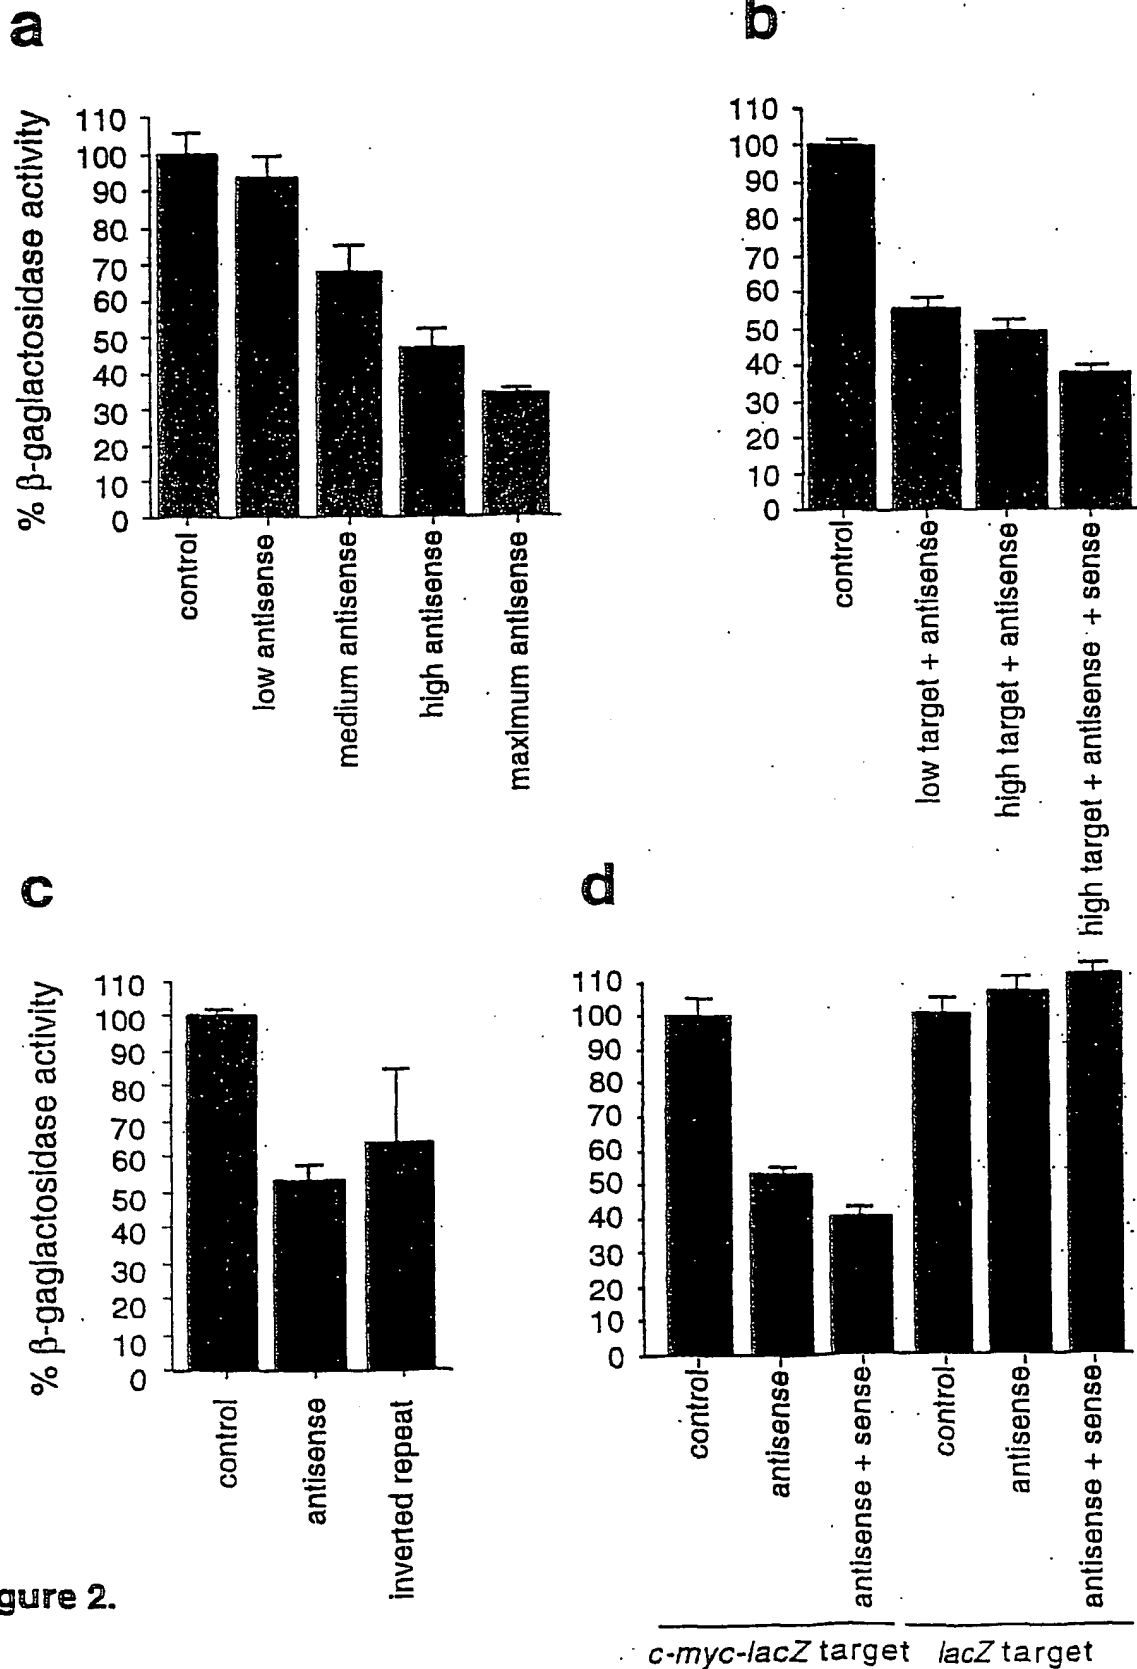 a
% β-gaglactosidase activity
110
100
90
80
70
60
50
40
30
20
10
0
control
low antisense
medium antisense
high antisense
maximum antisense
b
110
100
90
80
70
60
50
40
30
20
10
0
control
low target + antisense
high target + antisense
high target + antisense + sense
c
% β-gaglactosidase activity
110
100
90
80
70
60
50
40
30
20
10
0
control
antisense
inverted repeat
d
110
100
90
80
70
60
50
40
30
20
10
0
control
antisense
antisense + sense
control
antisense
antisense + sense
c-myc-lacZ target
lacZ target
gure 2.